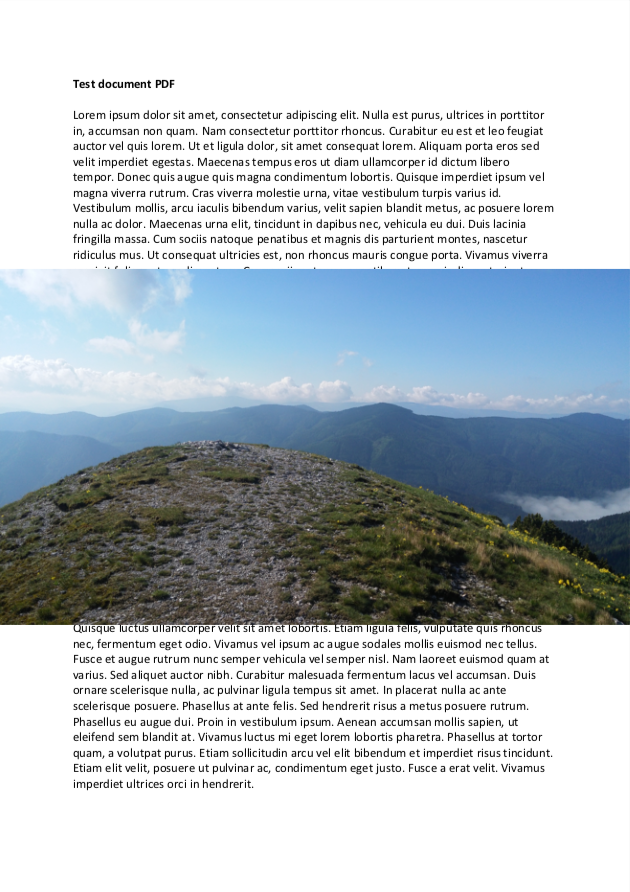 Test document PDF
Lorem ipsum dolor sit amet, consectetur adipiscing elit. Nulla est purus, ultrices in porttitor
in, accumsan non quam. Nam consectetur porttitor rhoncus. Curabitur eu est et leo feugiat
auctor vel quis lorem. Ut et ligula dolor, sit amet consequat lorem. Aliquam porta eros sed
velit imperdiet egestas. Maecenas tempus eros ut diam ullamcorper id dictum libero
tempor. Donec quis augue quis magna condimentum lobortis. Quisque imperdiet ipsum vel
magna viverra rutrum. Cras viverra molestie urna, vitae vestibulum turpis varius id.
Vestibulum mollis, arcu iaculis bibendum varius, velit sapien blandit metus, ac posuere lorem
nulla ac dolor. Maecenas urna elit, tincidunt in dapibus nec, vehicula eu dui. Duis lacinia
fringilla massa. Cum sociis natoque penatibus et magnis dis parturient montes, nascetur
ridiculus mus. Ut consequat ultricies est, non rhoncus mauris congue porta. Vivamus viverra
Quisque luctus ullamcorper velit sit amet lobortis. Etiam ligula felis, vulputate quis rhoncus
nec, fermentum eget odio. Vivamus vel ipsum ac augue sodales mollis euismod nec tellus.
Fusce et augue rutrum nunc semper vehicula vel semper nisl. Nam laoreet euismod quam at
varius. Sed aliquet auctor nibh. Curabitur malesuada fermentum lacus vel accumsan. Duis
ornare scelerisque nulla, ac pulvinar ligula tempus sit amet. In placerat nulla ac ante
scelerisque posuere. Phasellus at ante felis. Sed hendrerit risus a metus posuere rutrum.
Phasellus eu augue dui. Proin in vestibulum ipsum. Aenean accumsan mollis sapien, ut
eleifend sem blandit at. Vivamus luctus mi eget lorem lobortis pharetra. Phasellus at tortor
quam, a volutpat purus. Etiam sollicitudin arcu vel elit bibendum et imperdiet risus tincidunt.
Etiam elit velit, posuere ut pulvinar ac, condimentum eget justo. Fusce a erat velit. Vivamus
imperdiet ultrices orci in hendrerit.